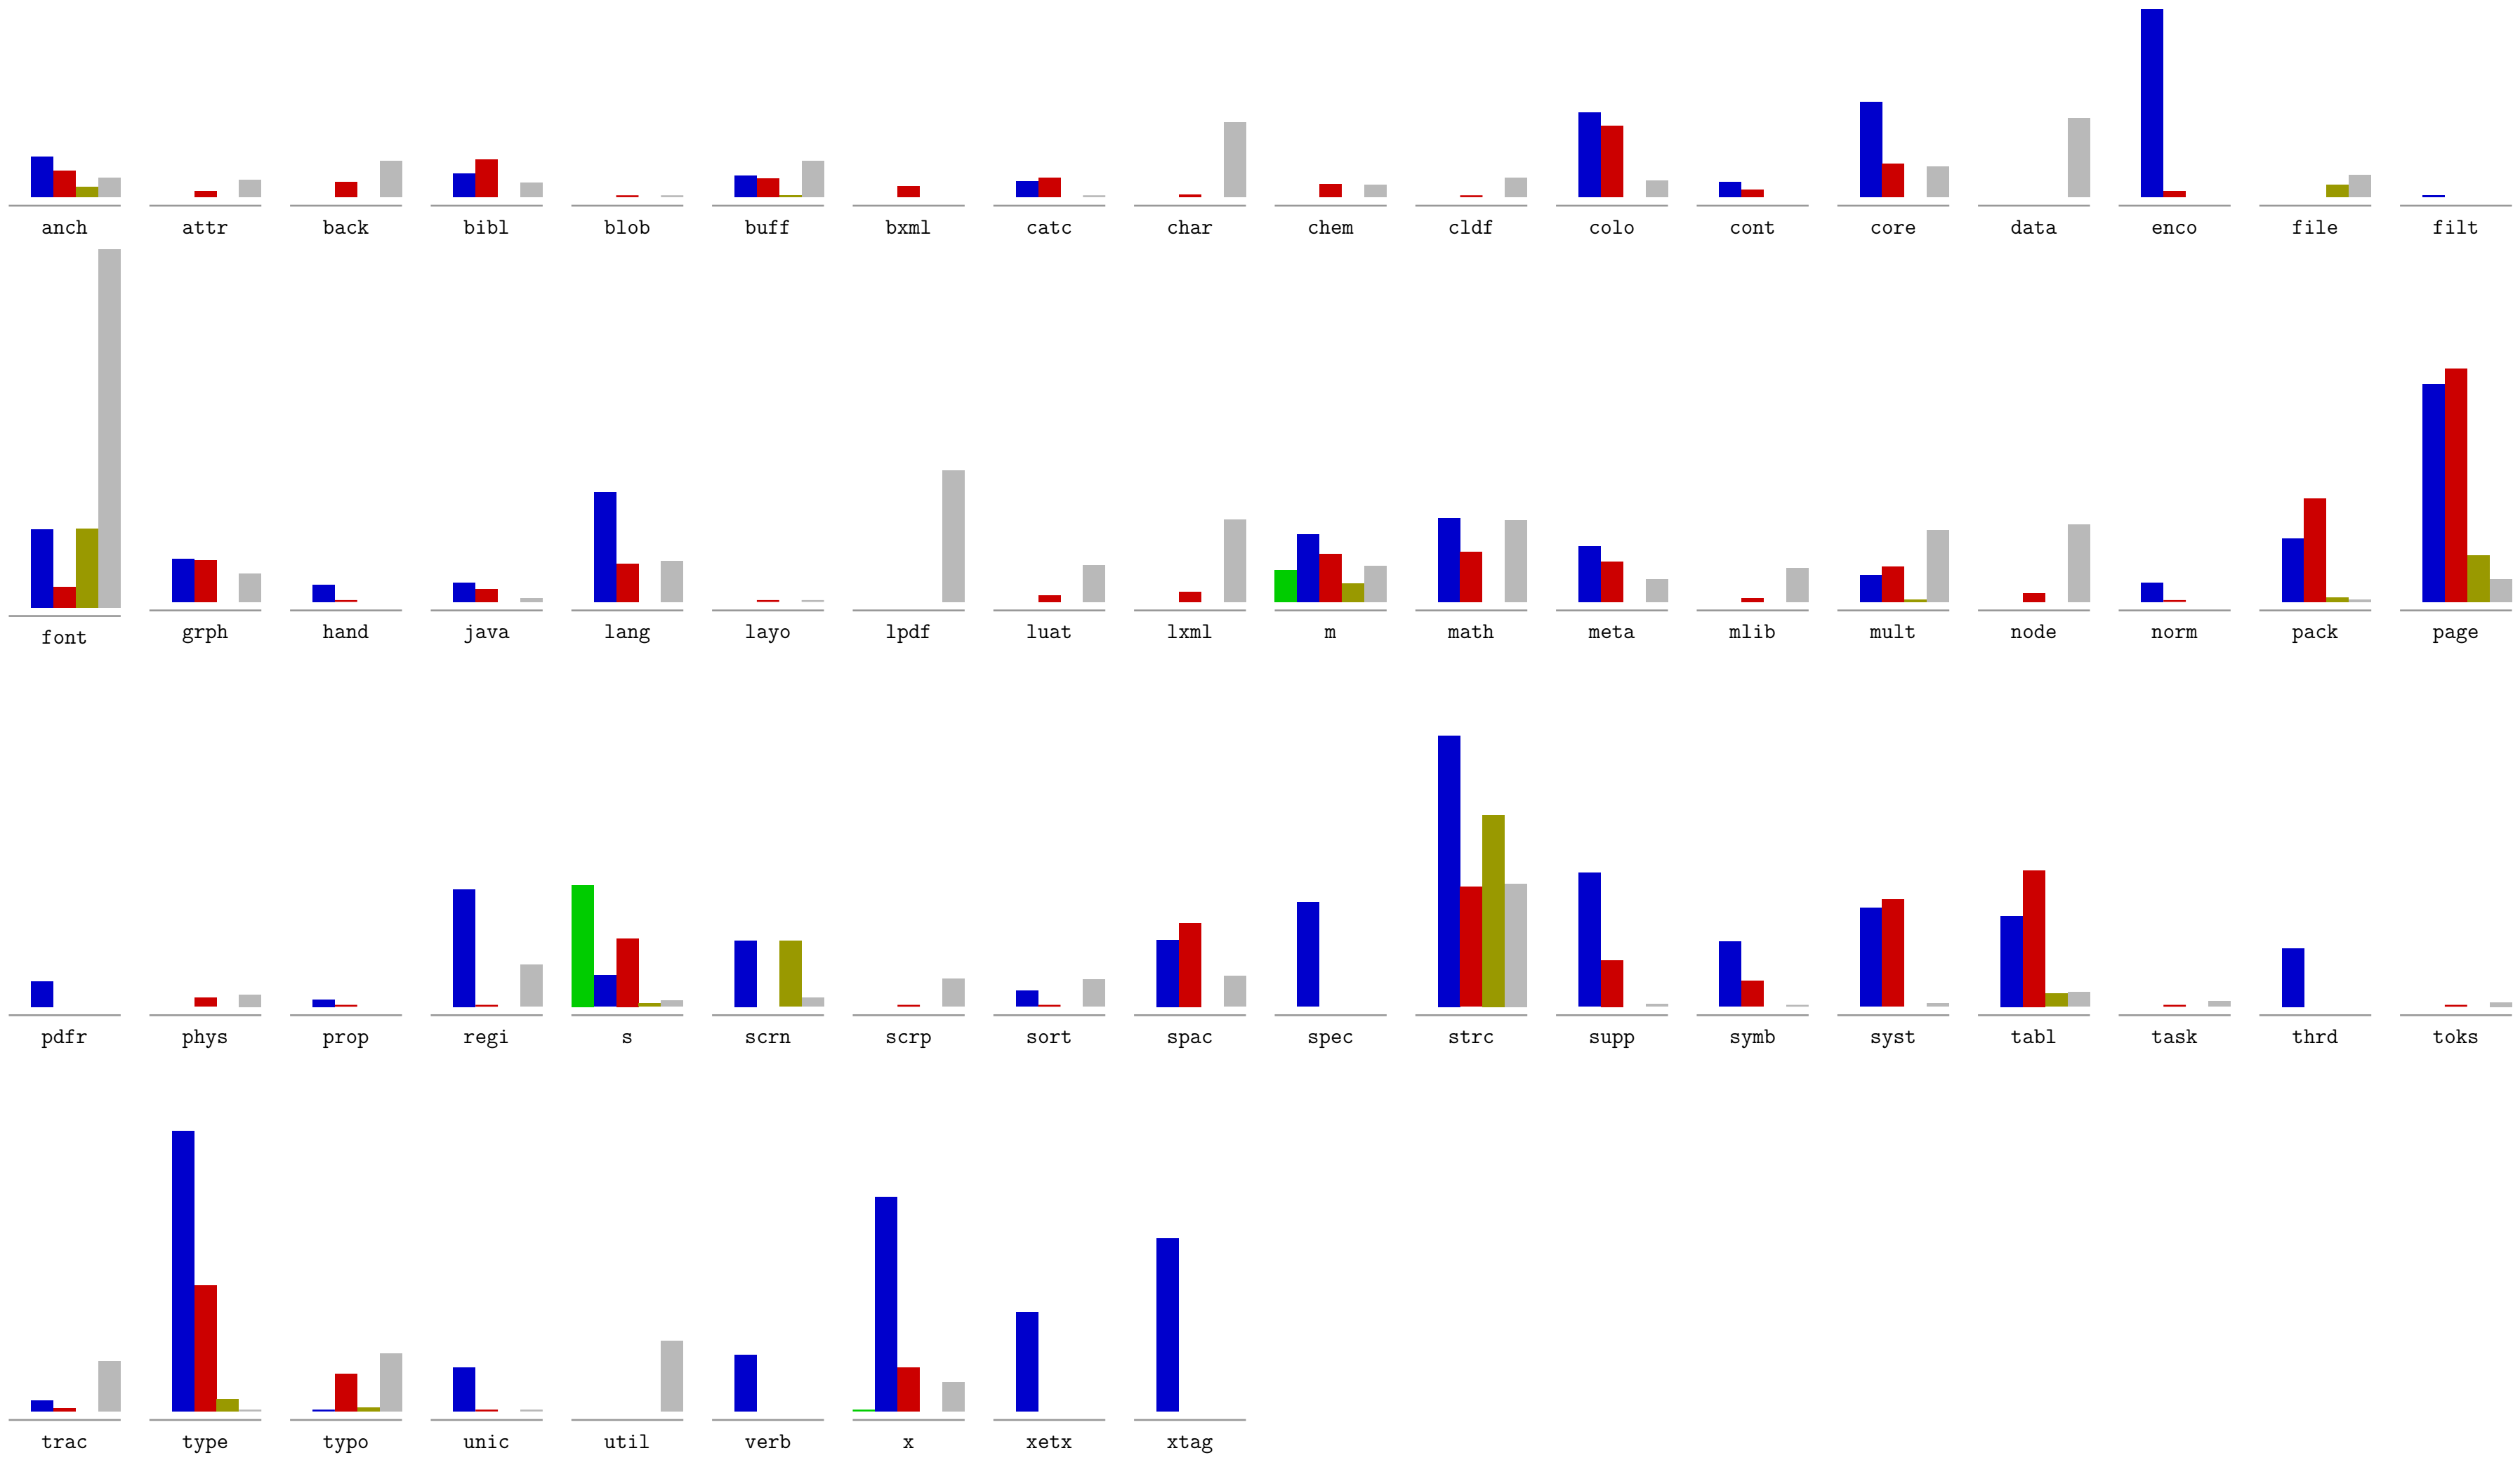 anch attr back bibl blob buff bxml catc char chem cldf colo cont core data enco file filt
font grph hand java lang layo lpdf luat lxml m math meta mlib mult node norm pack page
pdfr phys prop regi s scrn scrp sort spac spec strc supp symb syst tabl task thrd toks
trac type typo unic util verb x xetx xtag